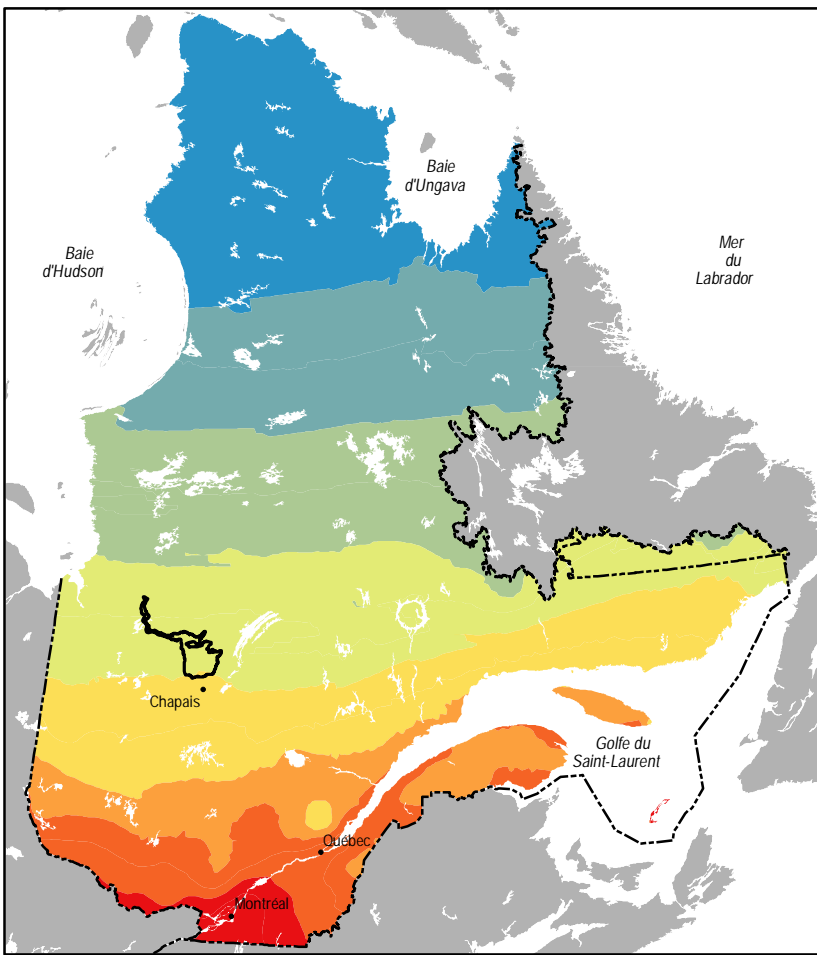 Baie
d'Ungava
Baie
d'Hudson
Mer
du
Labrador
Chapais
Golfe du
Saint-Laurent
Québec
Montréal